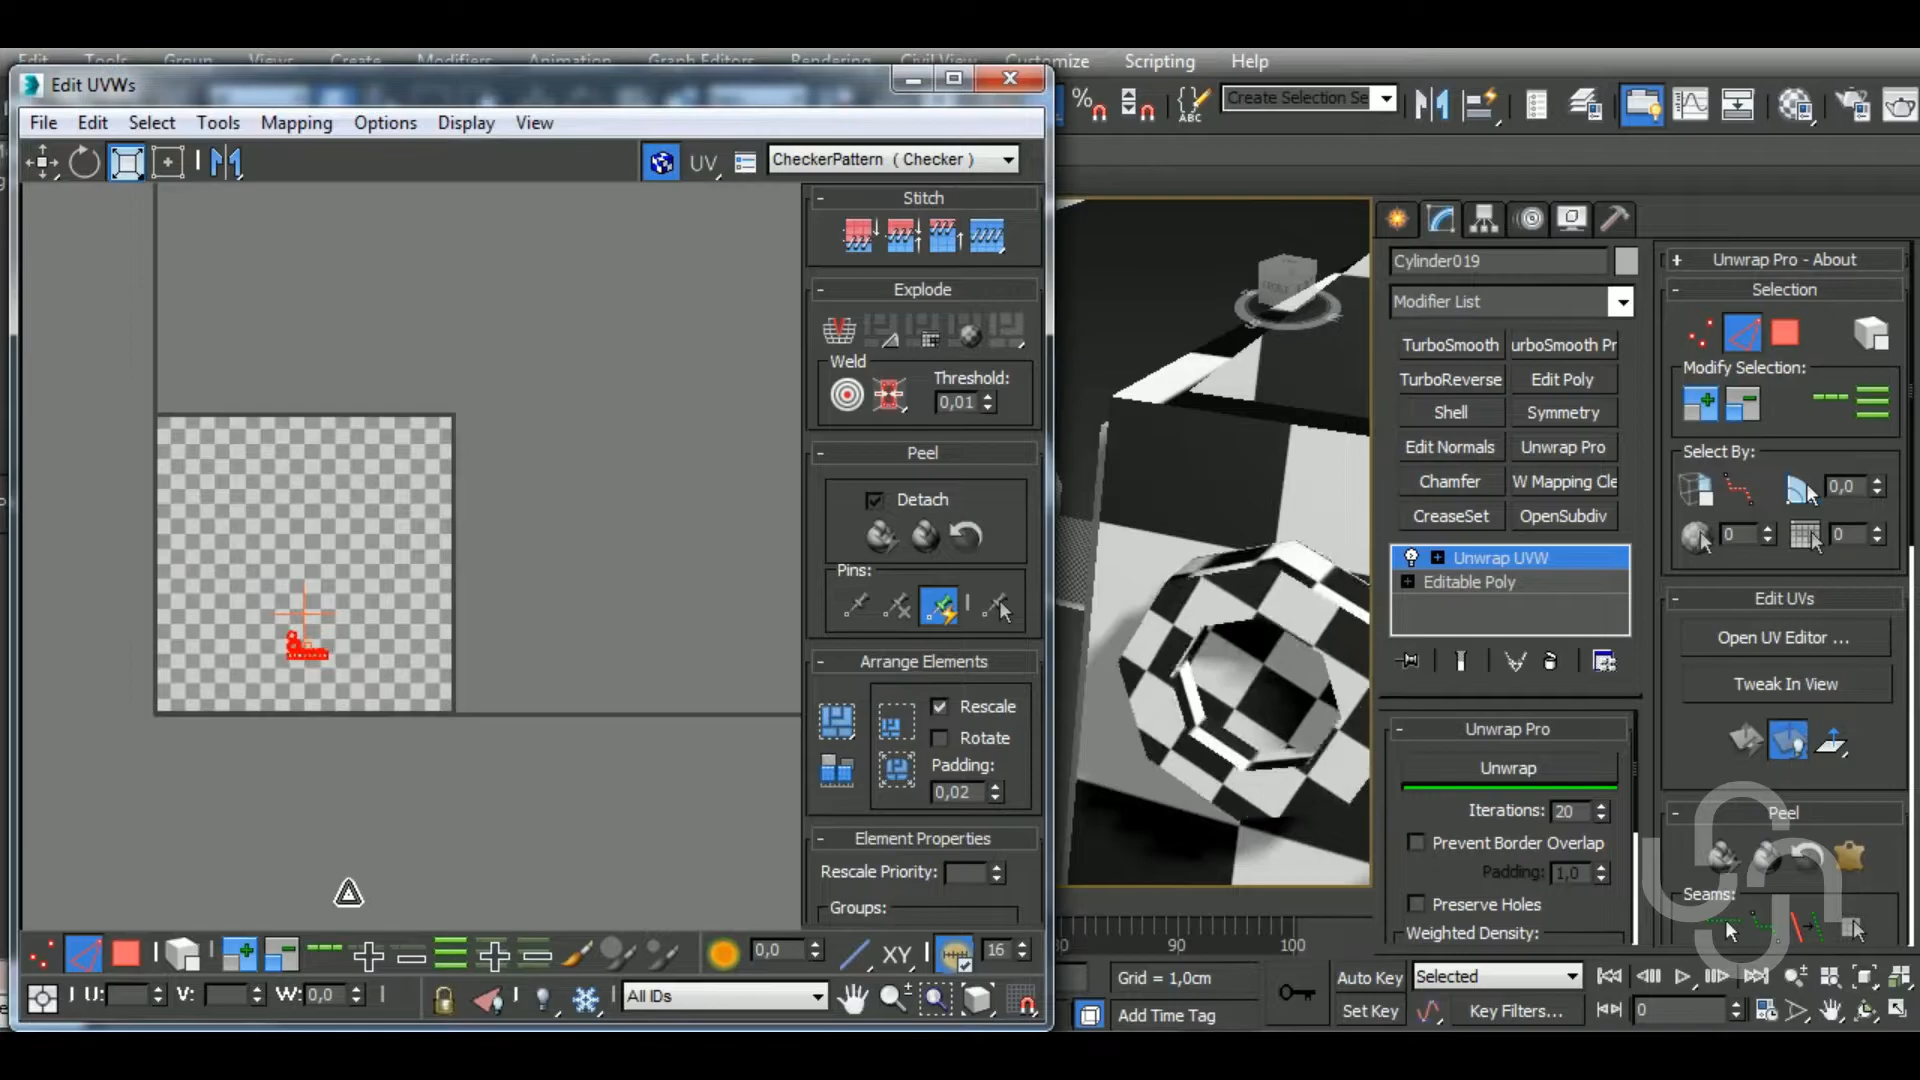 Edit Tools Group Views Create Modifiers Animation Graph Editors Rendering Civil View Customize Scripting Help
Edit UVWs
File Edit Select Tools Mapping Options Display View
Create Selection Se
ABC
UV
CheckerPattern ( Checker )
Stitch
Explode
Weld
Threshold:
0,01
Peel
Detach
Pins:
Arrange Elements
Rescale
Rotate
Padding:
0,02
Element Properties
Rescale Priority:
Groups:
0,0
XY
16
U:
V:
W: 0,0
All IDs
Cylinder019
Modifier List
TurboSmooth
urboSmooth Pr
TurboReverse
Edit Poly
Shell
Symmetry
Edit Normals
Unwrap Pro
Chamfer
W Mapping Cle
CreaseSet
OpenSubdiv
Unwrap UVW
Editable Poly
Unwrap Pro
Unwrap
Iterations: 20
Prevent Border Overlap
Padding: 1,0
Preserve Holes
Weighted Density:
Unwrap Pro - About
Selection
Modify Selection:
Select By:
0,0
0
0
Edit UVs
Open UV Editor ...
Tweak In View
Peel
Seams:
80 90 100
Grid = 1,0cm
Add Time Tag
Auto Key
Selected
Set Key
Key Filters...
0